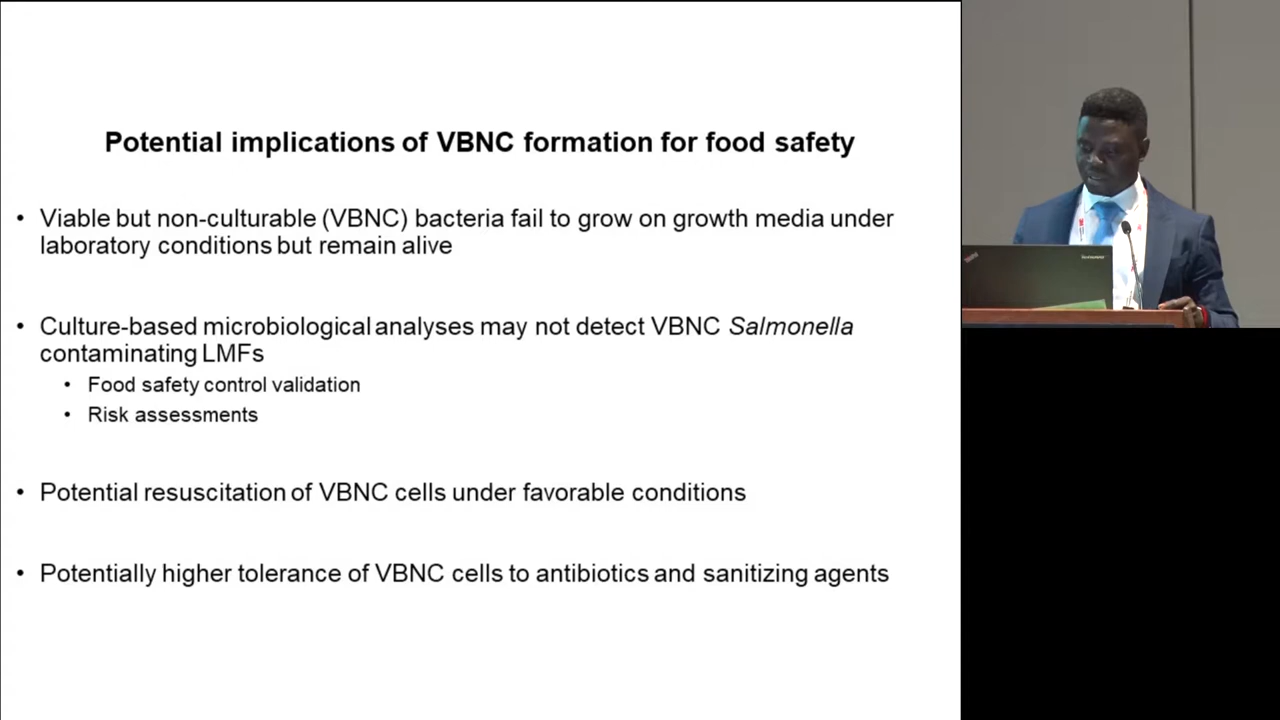 Potential implications of VBNC formation for food safety
• Viable but non-culturable (VBNC) bacteria fail to grow on growth media under
laboratory conditions but remain alive
• Culture-based microbiological analyses may not detect VBNC Salmonella
contaminating LMFs
• Food safety control validation
• Risk assessments
• Potential resuscitation of VBNC cells under favorable conditions
• Potentially higher tolerance of VBNC cells to antibiotics and sanitizing agents